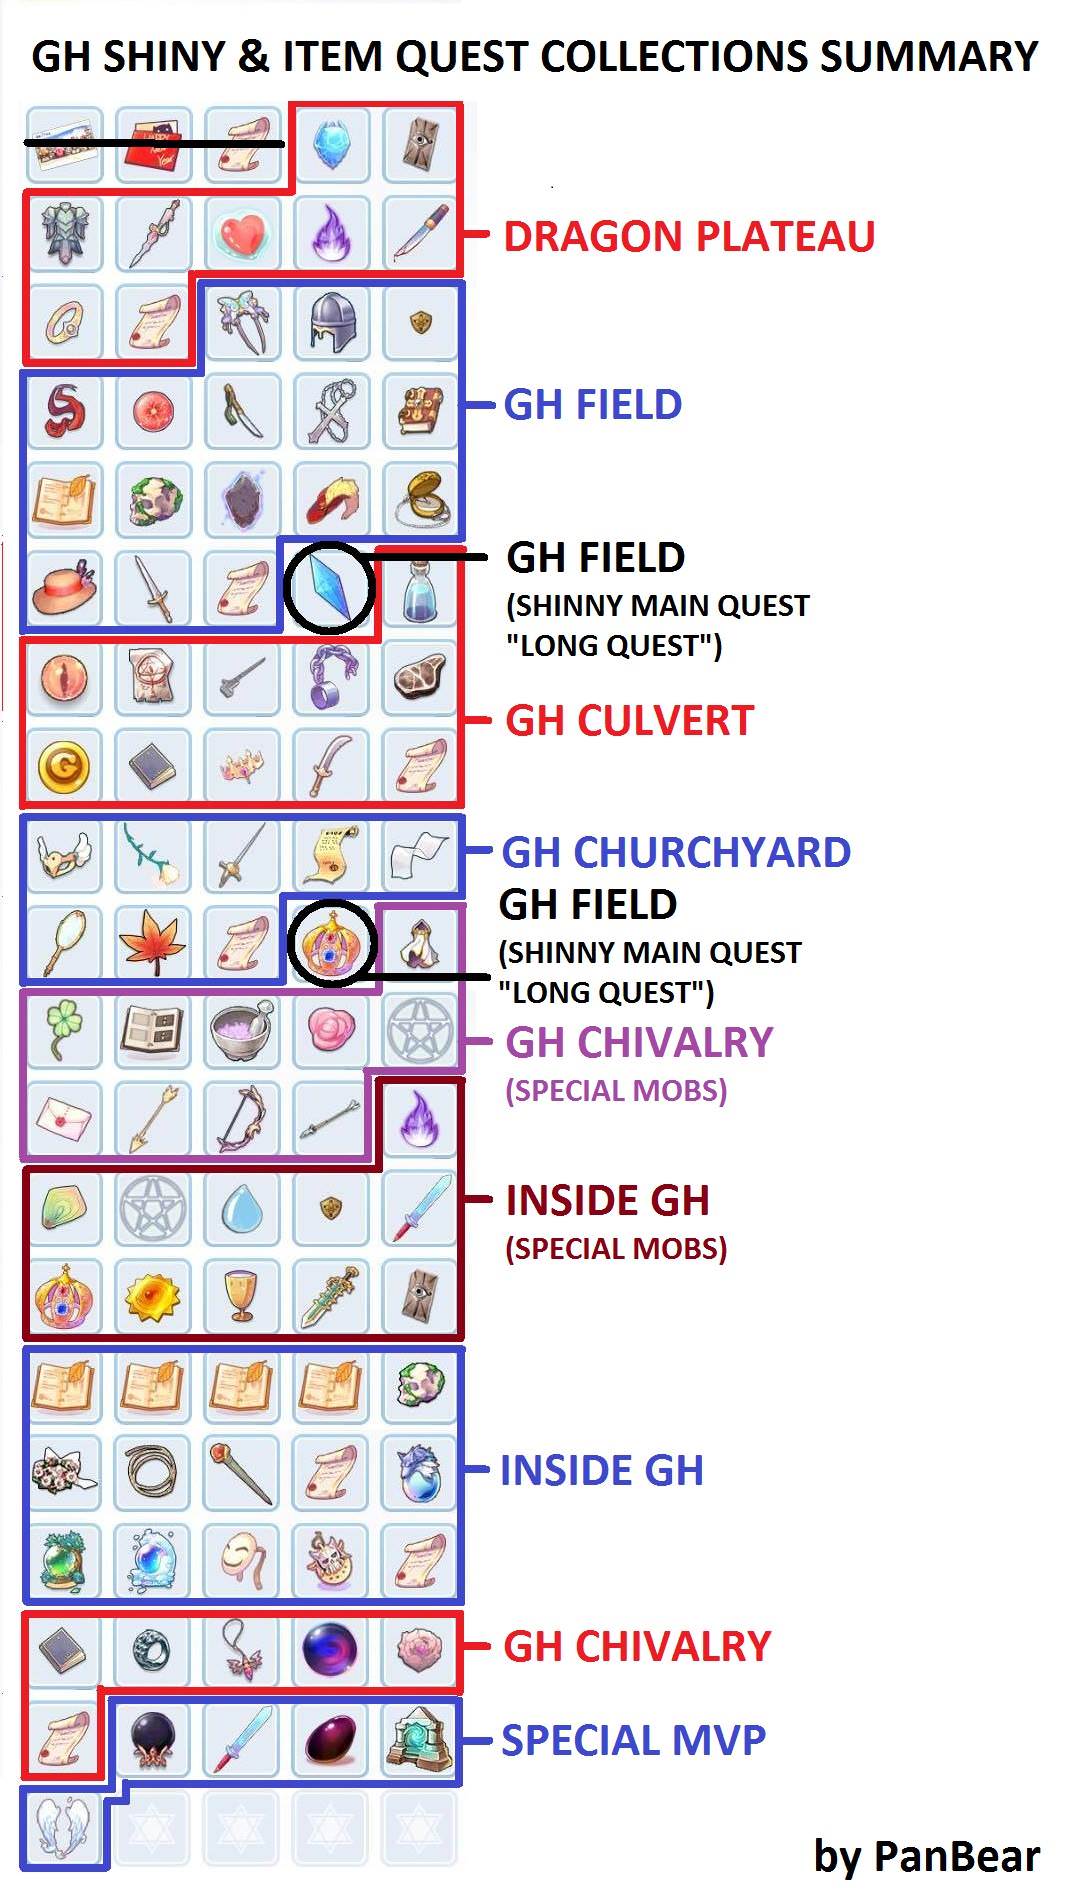 GH SHINY & ITEM QUEST COLLECTIONS SUMMARY
DRAGON PLATEAU
GH FIELD
GH FIELD
(SHINNY MAIN QUEST
"LONG QUEST")
GH CULVERT
GH CHURCHYARD
GH FIELD
(SHINNY MAIN QUEST
"LONG QUEST")
GH CHIVALRY
(SPECIAL MOBS)
INSIDE GH
(SPECIAL MOBS)
INSIDE GH
GH CHIVALRY
SPECIAL MVP
by PanBear